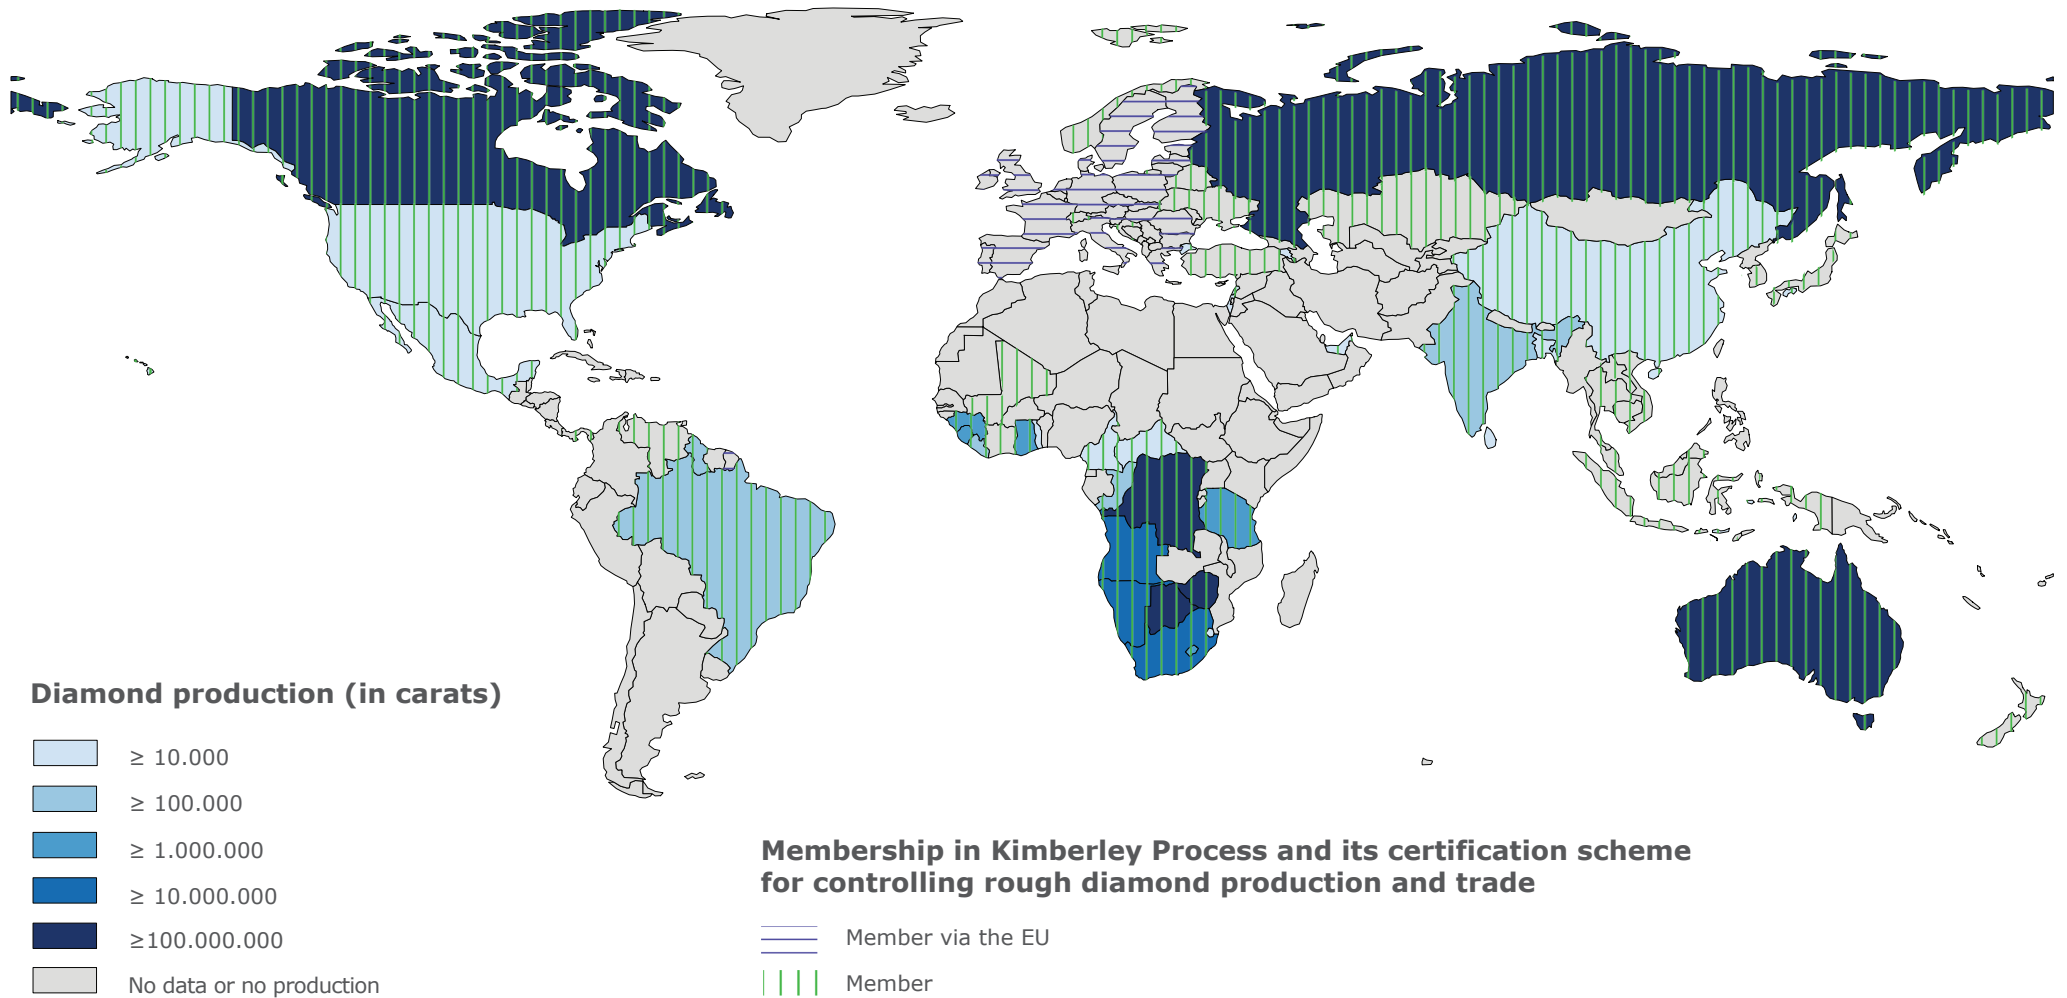 Diamond production (in carats)
≥ 10.000
≥ 100.000
≥ 1.000.000
≥ 10.000.000
≥100.000.000
No data or no production
Membership in Kimberley Process and its certification scheme
for controlling rough diamond production and trade
Member via the EU
Member